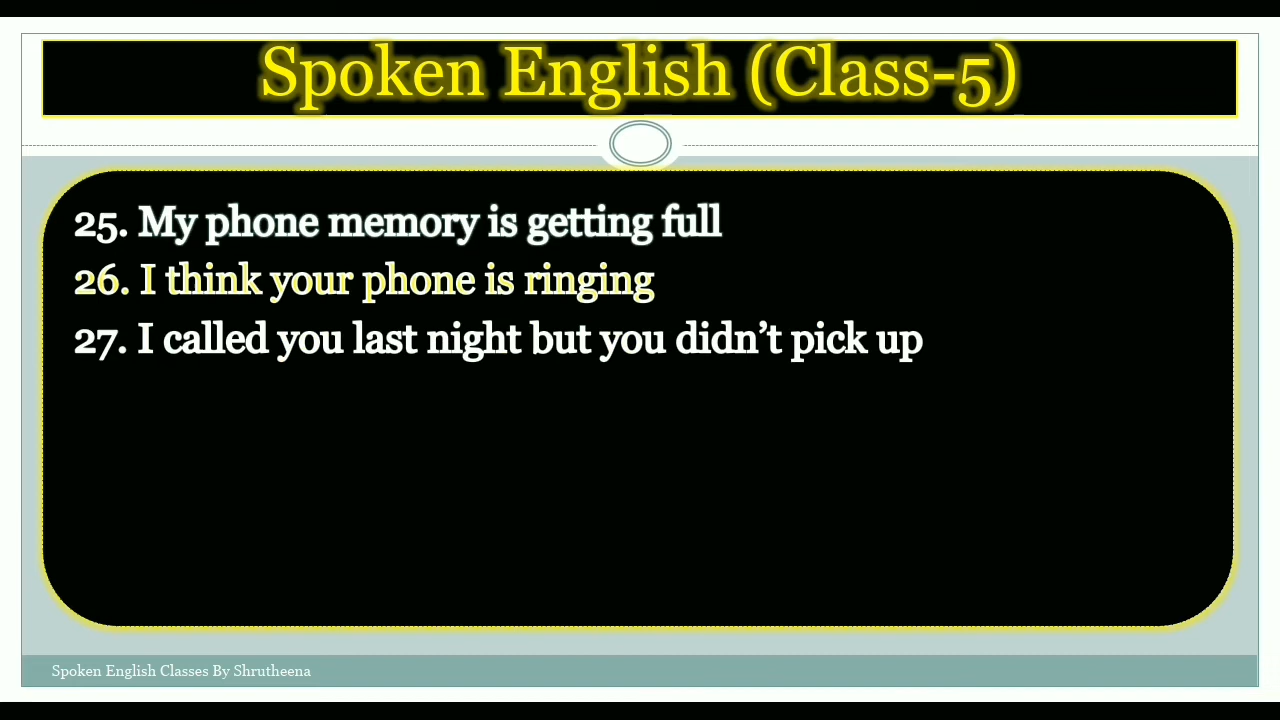 Spoken English (Class-5)
25. My phone memory is getting full
26. I think your phone is ringing
27. I called you last night but you didn’t pick up
Spoken English Classes By Shrutheena